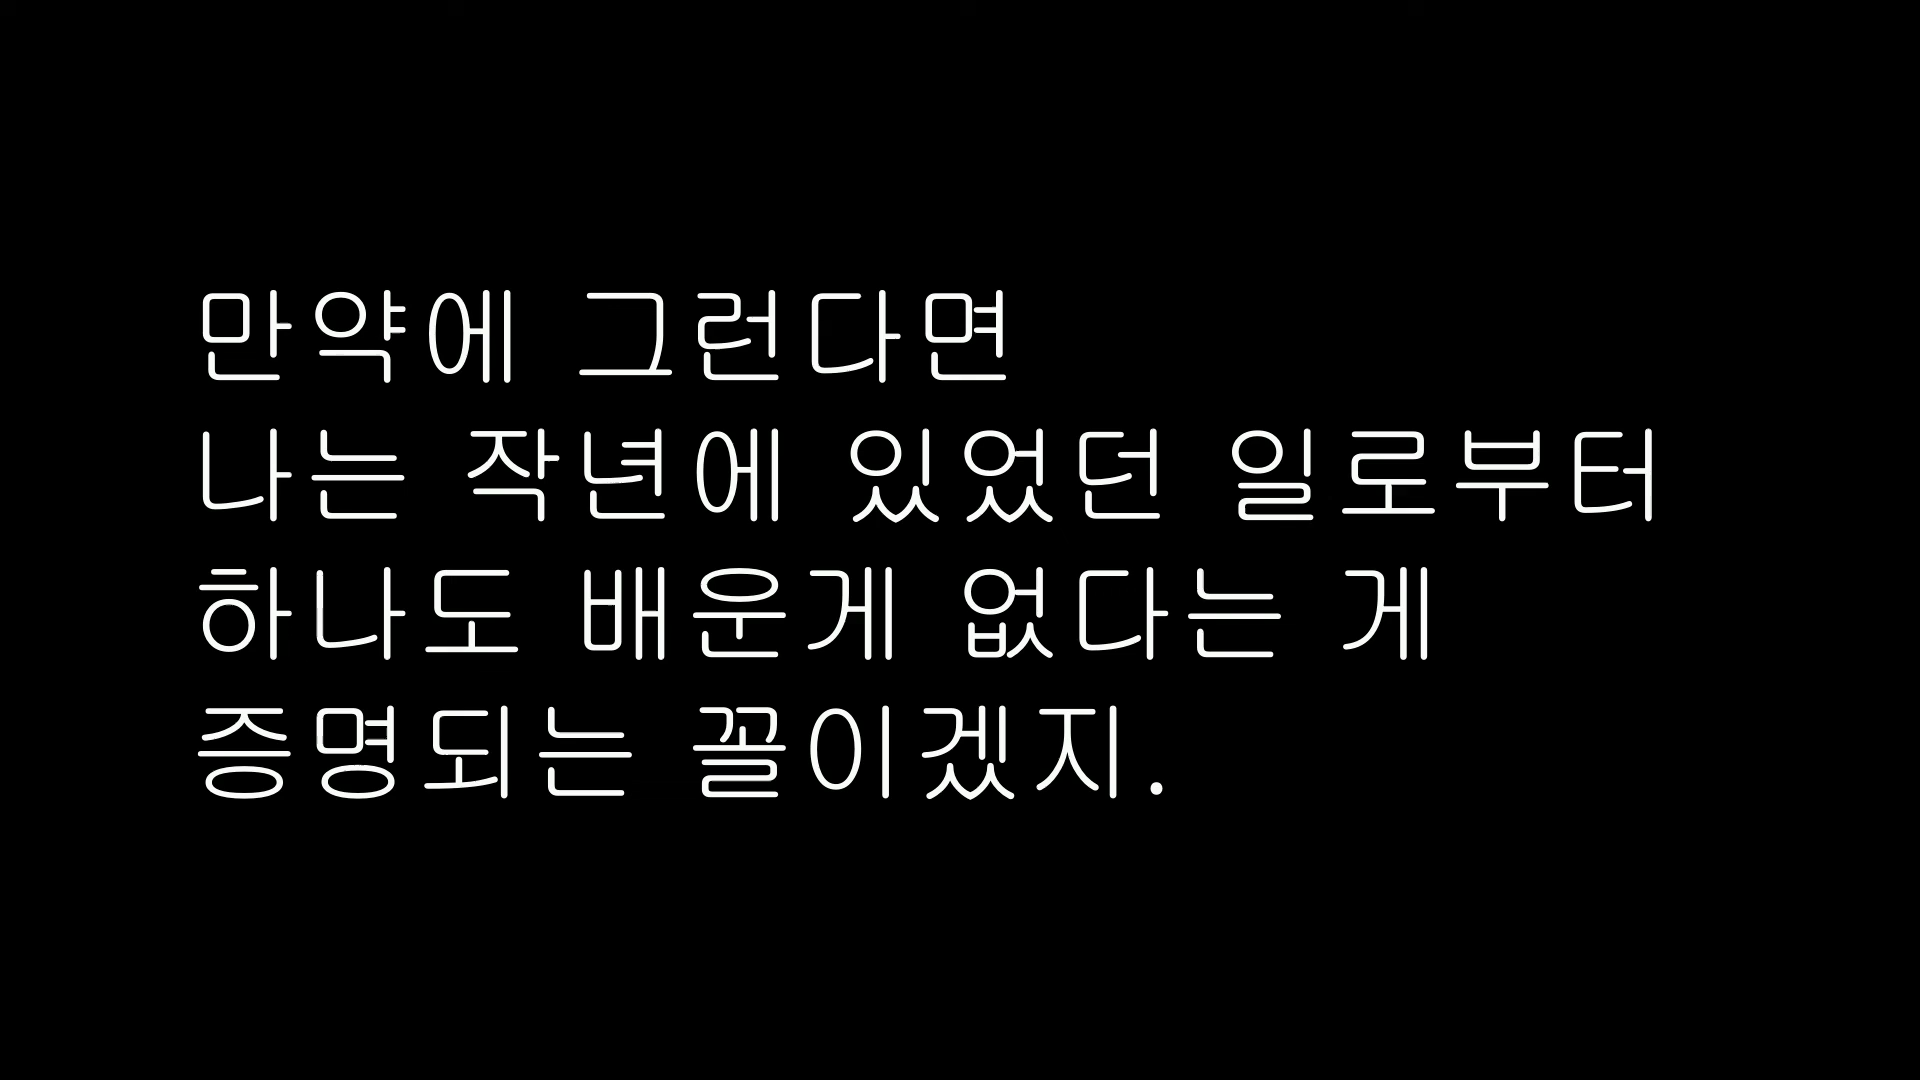 만약에 그런다면
나는 작년에 있었던 일로부터
하나도 배운게 없다는 게
증명되는 꼴이겠지.